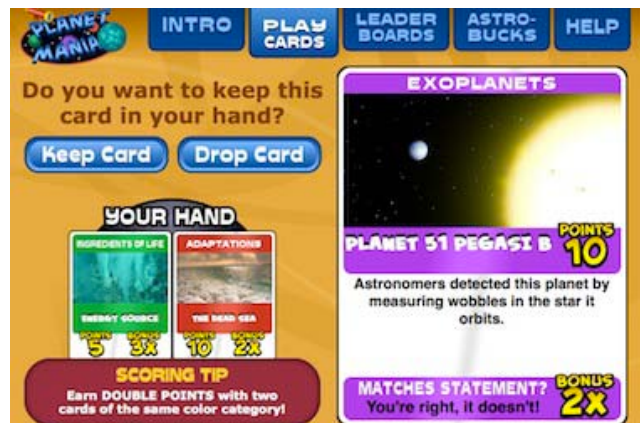 PLANET
MANIA
INTRO
PLAY
CARDS
LEADER
BOARDS
ASTRO-
BUCKS
HELP
Do you want to keep this
card in your hand?
Keep Card
Drop Card
YOUR HAND
INGREDIENTS OF LIFE
ENERGY SOURCE
POINTS
5
BONUS
3X
ADAPTATIONS
THE DEAD SEA
POINTS
10
BONUS
2X
SCORING TIP
Earn DOUBLE POINTS with two
cards of the same color category!
EXOPLANETS
PLANET 51 PEGASI B
POINTS
10
Astronomers detected this planet by
measuring wobbles in the star it
orbits.
MATCHES STATEMENT?
You're right, it doesn't!
BONUS
2X